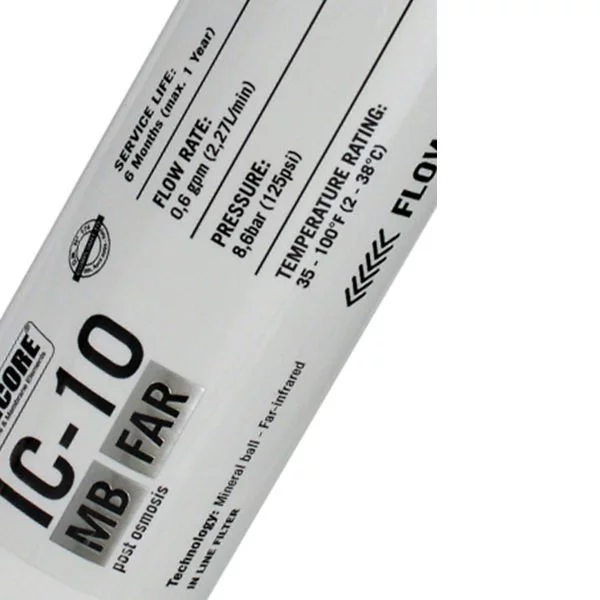 SERVICE LIFE:
6 Months (max. 1 Year)
FLOW RATE:
0,6 gpm (2,27L/min)
PRESSURE:
8,6bar (125psi)
TEMPERATURE RATING:
35 - 100°F (2 - 38°C)
CORE®
& Membrane Elements
IC-10
MB FAR
post osmosis
Technology: Mineral ball - Far-infrared
IN LINE FILTER